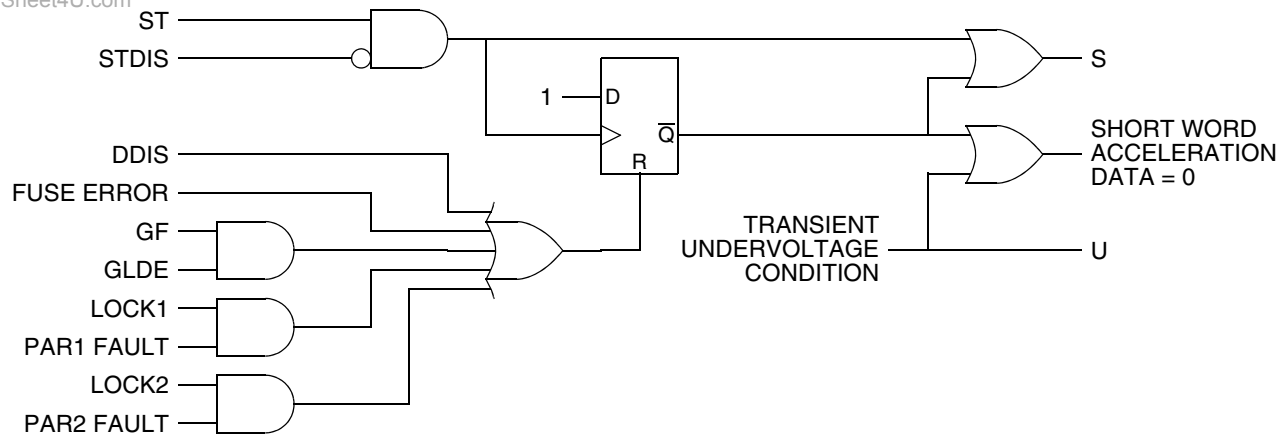 Sheet4U.com
ST
STDIS
1
D
Q
R
S
SHORT WORD
ACCELERATION
DATA = 0
DDIS
FUSE ERROR
GF
GLDE
TRANSIENT
UNDERVOLTAGE
CONDITION
U
LOCK1
PAR1 FAULT
LOCK2
PAR2 FAULT